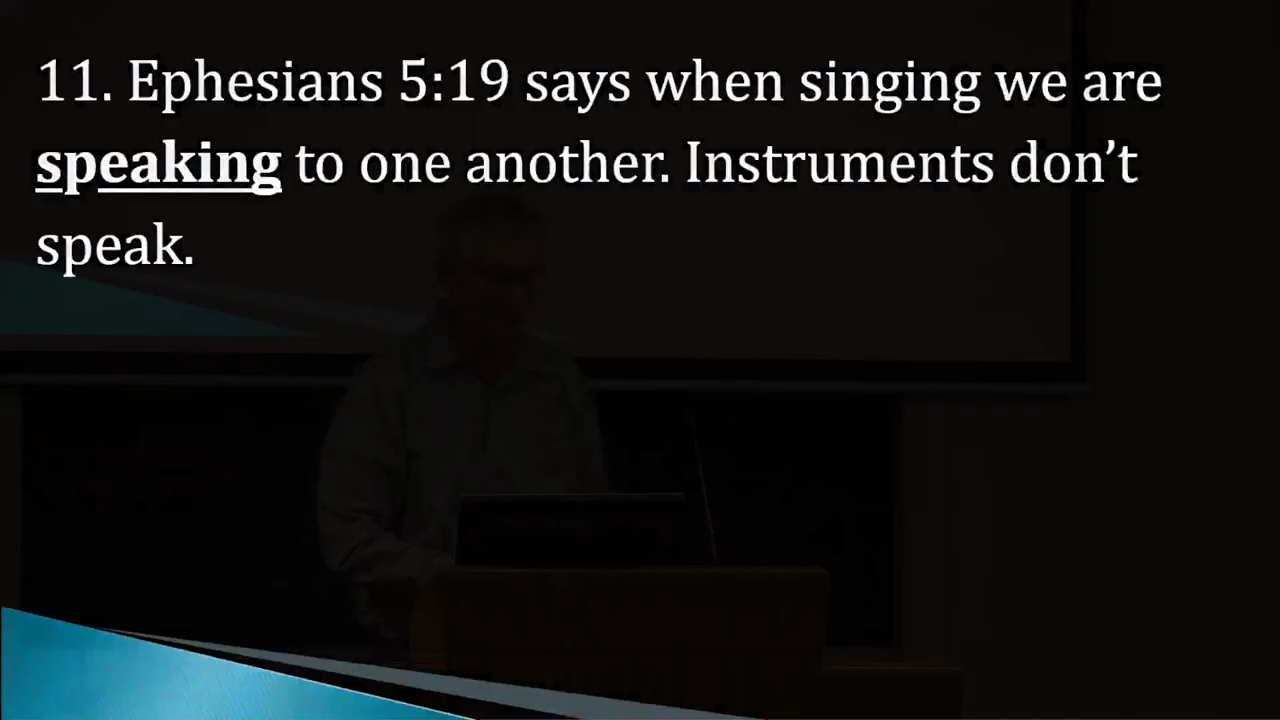 11. Ephesians 5:19 says when singing we are
speaking to one another. Instruments don’t
speak.